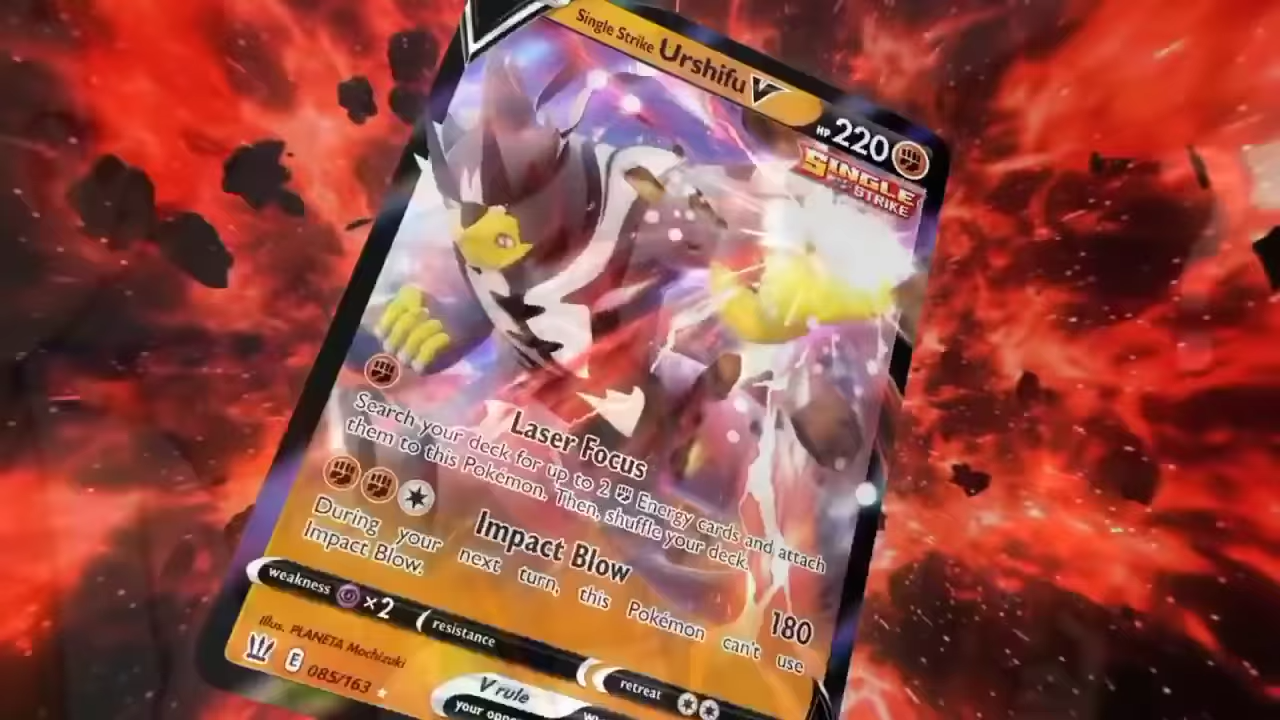 Single Strike Urshifu V
HP 220
SINGLE
STRIKE
Laser Focus
Search your deck for up to 2 Energy cards and attach
them to this Pokémon. Then, shuffle your deck.
Impact Blow 180
During your next turn, this Pokémon can't use
Impact Blow.
weakness ×2 resistance retreat
Illus. PLANETA Mochizuki
E 085/163
V rule
your